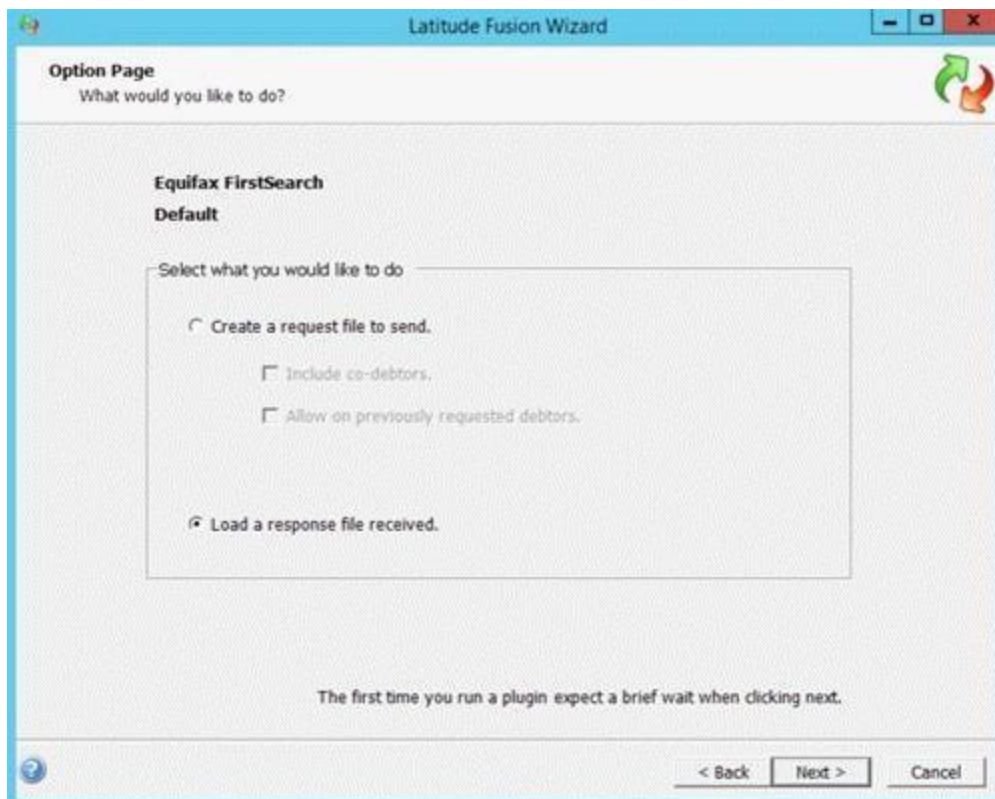 Latitude Fusion Wizard
Option Page
What would you like to do?
Equifax FirstSearch
Default
Select what you would like to do
Create a request file to send.
Include co-debtors.
Allow on previously requested debtors.
Load a response file received.
The first time you run a plugin expect a brief wait when clicking next.
< Back Next > Cancel